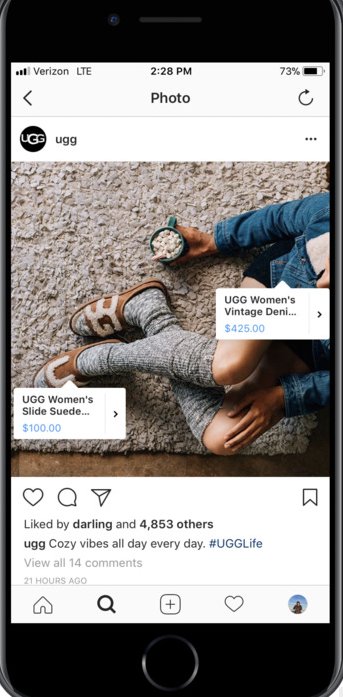 Verizon LTE 2:28 PM 73%
Photo
UGG ugg
UGG Women's
Vintage Deni...
$425.00
UGG Women's
Slide Suede...
$100.00
Liked by darling and 4,853 others
ugg Cozy vibes all day every day. #UGGLife
View all 14 comments
21 HOURS AGO